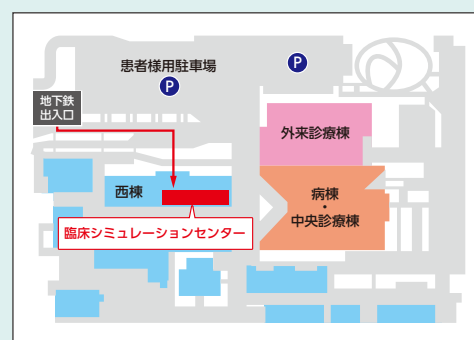 患者様用駐車場
P
P
地下鉄
出入口
外来診療棟
西棟
病棟
・
中央診療棟
臨床シミュレーションセンター